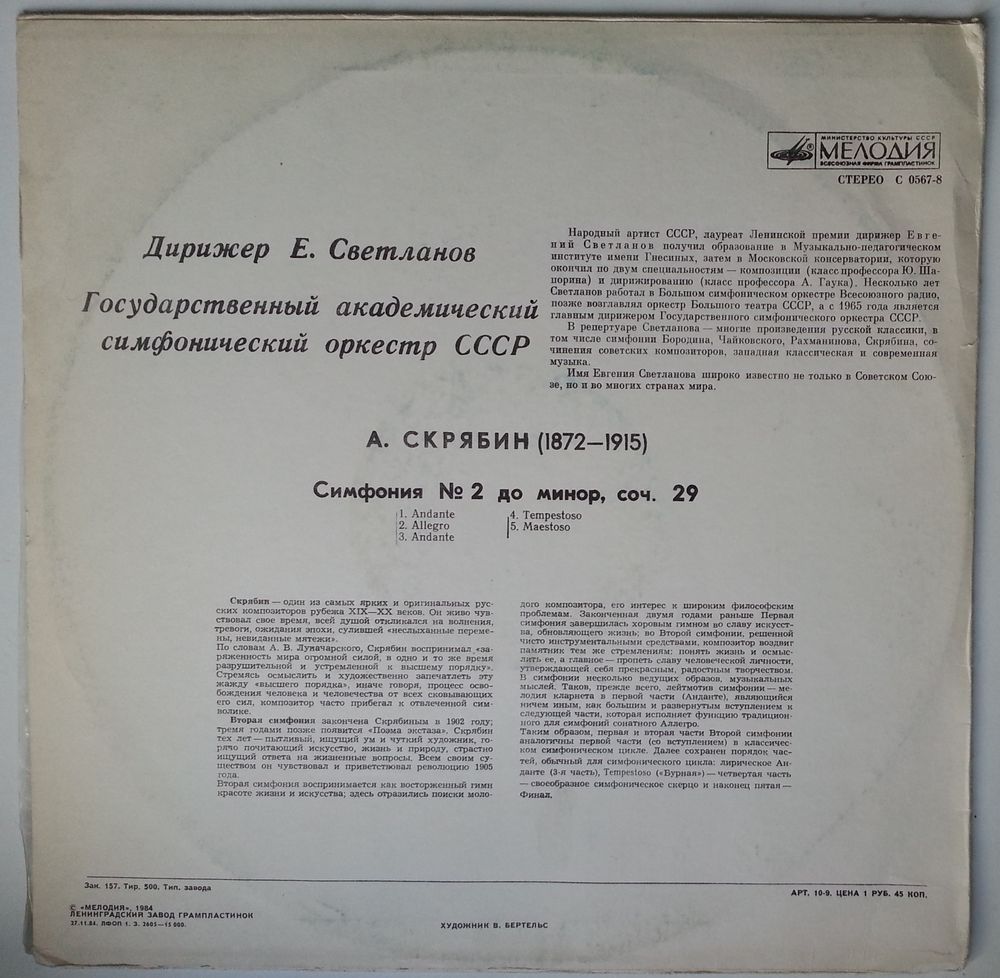 МИНИСТЕРСТВО КУЛЬТУРЫ СССР
МЕЛОДИЯ
ВСЕСОЮЗНАЯ ФИРМА ГРАМПЛАСТИНОК
СТЕРЕО С 0567-8
Дирижер Е. Светланов
Государственный академический
симфонический оркестр СССР
Народный артист СССР, лауреат Ленинской премии дирижер Евге-
ний Светланов получил образование в Музыкально-педагогическом
институте имени Гнесиных, затем в Московской консерватории, которую
окончил по двум специальностям — композиции (класс профессора Ю. Ша-
порина) и дирижированию (класс профессора А. Гаука). Несколько лет
Светланов работал в Большом симфоническом оркестре Всесоюзного радио,
позже возглавлял оркестр Большого театра СССР, а с 1965 года является
главным дирижером Государственного симфонического оркестра СССР.
В репертуаре Светланова — многие произведения русской классики, в
том числе симфонии Бородина, Чайковского, Рахманинова, Скрябина, со-
чинения советских композиторов, западная классическая и современная
музыка.
Имя Евгения Светланова широко известно не только в Советском Сою-
зе, но и во многих странах мира.
А. СКРЯБИН (1872—1915)
Симфония № 2 до минор, соч. 29
1. Andante
2. Allegro
3. Andante
4. Tempestoso
5. Maestoso
Скрябин — один из самых ярких и оригинальных рус-
ских композиторов рубежа XIX—XX веков. Он живо чув-
ствовал свое время, всей душой откликался на волнения,
тревоги, ожидания эпохи, сулившей «неслыханные переме-
ны, невиданные мятежи».
По словам А. В. Луначарского, Скрябин воспринимал «за-
ряженность мира огромной силой, в одно и то же время
разрушительной и устремленной к высшему порядку».
Стремясь осмыслить и художественно запечатлеть эту
жажду «высшего порядка», иначе говоря, процесс осво-
бождения человека и человечества от всех сковывающих
его сил, композитор часто прибегал к отвлеченной сим-
волике.
Вторая симфония закончена Скрябиным в 1902 году;
тремя годами позже появится «Поэма экстаза». Скрябин
тех лет — пытливый, ищущий ум и чуткий художник, го-
рячо почитающий искусство, жизнь и природу, страстно
ищущий ответа на жизненные вопросы. Всем своим су-
ществом он чувствовал и приветствовал революцию 1905
года.
Вторая симфония воспринимается как восторженный гимн
красоте жизни и искусства; здесь отразились поиски моло-
дого композитора, его интерес к широким философским
проблемам. Законченная двумя годами раньше Первая
симфония завершилась хоровым гимном во славу искусст-
ва, обновляющего жизнь; во Второй симфонии, решенной
чисто инструментальными средствами, композитор воздвиг
памятник тем же стремлениям: понять жизнь и осмыс-
лить ее, а главное — пропеть славу человеческой личности,
утверждающей себя прекрасным, радостным творчеством.
В симфонии несколько ведущих образов, музыкальных
мыслей. Таков, прежде всего, лейтмотив симфонии — ме-
лодия кларнета в первой части (Анданте), являющийся
ничем иным, как большим и развернутым вступлением к
следующей части, которая исполняет функцию традицион-
ного для симфоний сонатного Аллегро.
Таким образом, первая и вторая части Второй симфонии
аналогичны первой части (со вступлением) в классичес-
ком симфоническом цикле. Далее сохранен порядок час-
тей, обычный для симфонического цикла: лирическое Ан-
данте (3-я часть), Tempestoso («Бурная») — четвертая часть
— своеобразное симфоническое скерцо и наконец пятая —
Финал.
Зак. 157. Тир. 500. Тип. завода
АРТ. 10-9. ЦЕНА 1 РУБ. 45 КОП.
© «МЕЛОДИЯ», 1984
ЛЕНИНГРАДСКИЙ ЗАВОД ГРАМПЛАСТИНОК
27.11.84. ЛФОП 1. З. 2605—15 000.
ХУДОЖНИК В. БЕРТЕЛЬС